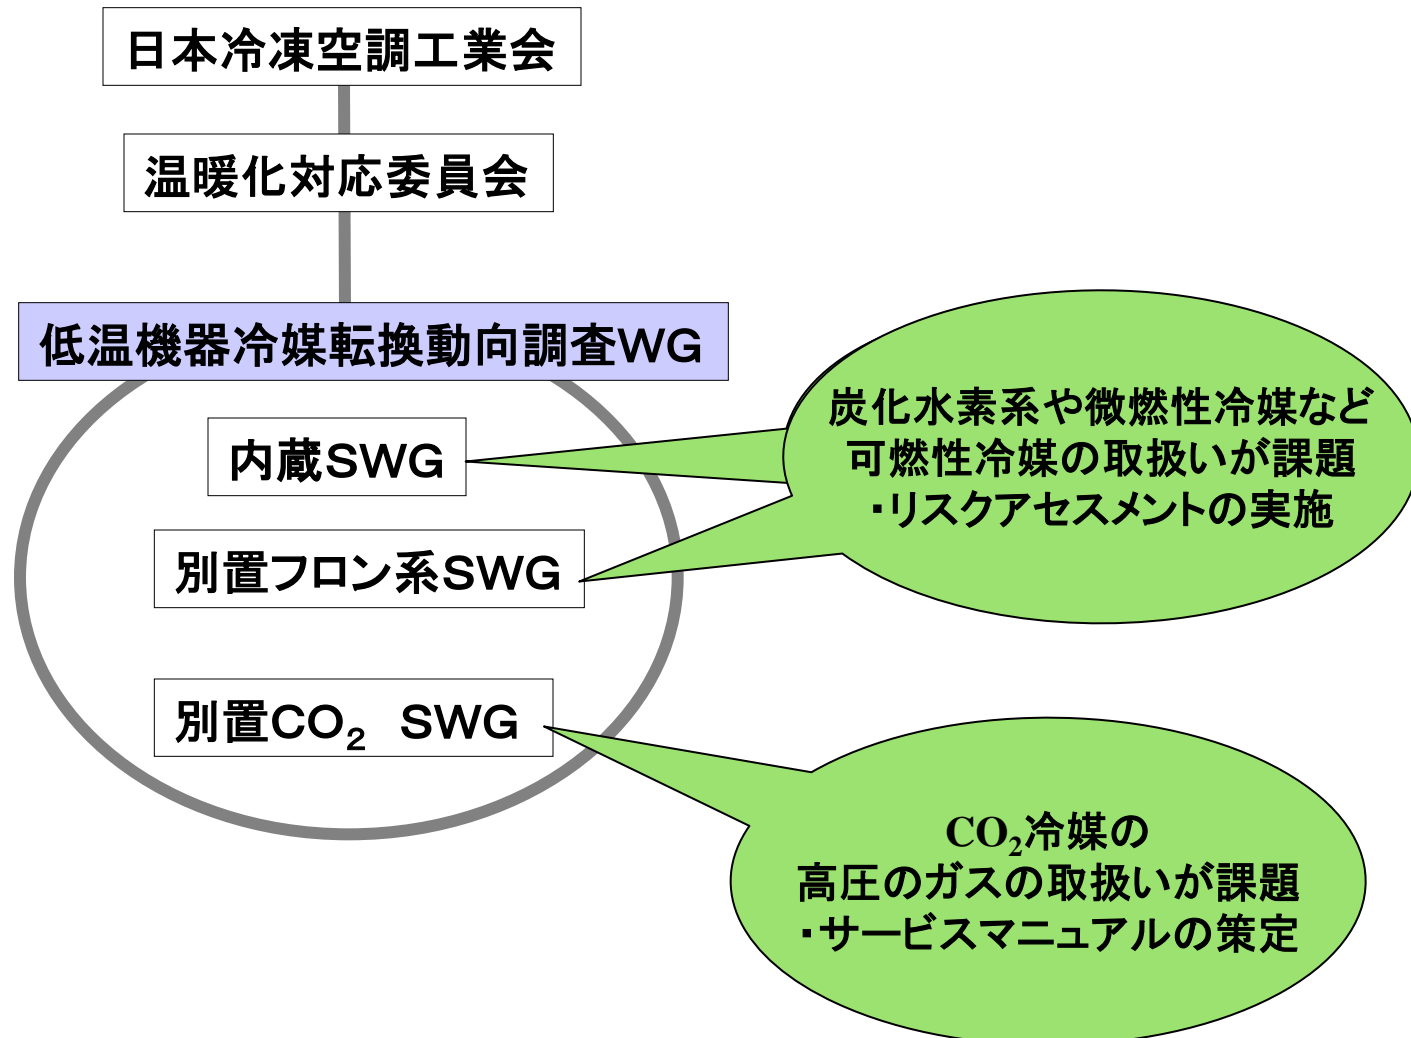 日本冷凍空調工業会
温暖化対応委員会
低温機器冷媒転換動向調査WG
内蔵SWG
別置フロン系SWG
別置CO₂　SWG
炭化水素系や微燃性冷媒など
可燃性冷媒の取扱いが課題
・リスクアセスメントの実施
CO₂冷媒の
高圧のガスの取扱いが課題
・サービスマニュアルの策定